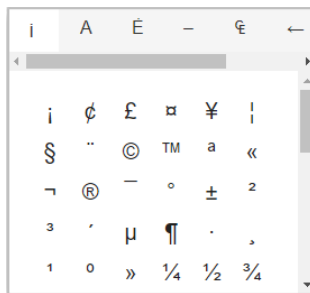 ¡ A É – ₠ ←
¡ ¢ £ ¤ ¥ ¦
§ ¨ © ™ ª «
¬ ® ¯ ° ± ²
³ ´ µ ¶ · ¸
¹ º » ¼ ½ ¾